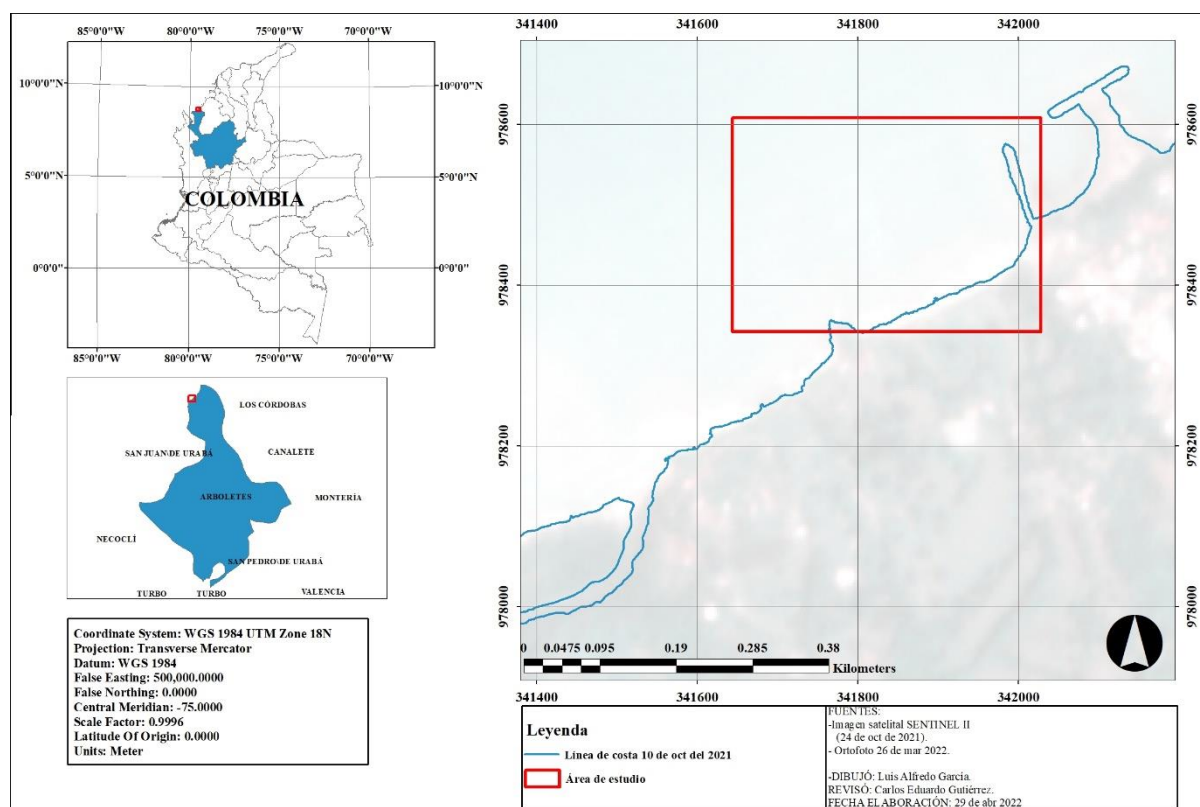 85°0'0"W 80°0'0"W 75°0'0"W 70°0'0"W
10°0'0"N 10°0'0"N
5°0'0"N 5°0'0"N
COLOMBIA
0°0'0" 0°0'0"
85°0'0"W 80°0'0"W 75°0'0"W 70°0'0"W
LOS CÓRDOBAS
SAN JUAN DE URABÁ
CANALETE
ARBOLETES
MONTERÍA
NECOCLÍ
SAN PEDRO DE URABÁ
TURBO TURBO VALENCIA
Coordinate System: WGS 1984 UTM Zone 18N
Projection: Transverse Mercator
Datum: WGS 1984
False Easting: 500,000.0000
False Northing: 0.0000
Central Meridian: -75.0000
Scale Factor: 0.9996
Latitude Of Origin: 0.0000
Units: Meter
341400 341600 341800 342000
978600 978600
978400 978400
978200 978200
978000 978000
0 0.0475 0.095 0.19 0.285 0.38
Kilometers
341400 341600 341800 342000
Leyenda
Línea de costa 10 de oct del 2021
Área de estudio
FUENTES:
-Imagen satelital SENTINEL II
(24 de oct de 2021).
- Ortofoto 26 de mar 2022.
-DIBUJÓ: Luis Alfredo García.
REVISÓ: Carlos Eduardo Gutiérrez.
FECHA ELABORACIÓN: 29 de abr 2022